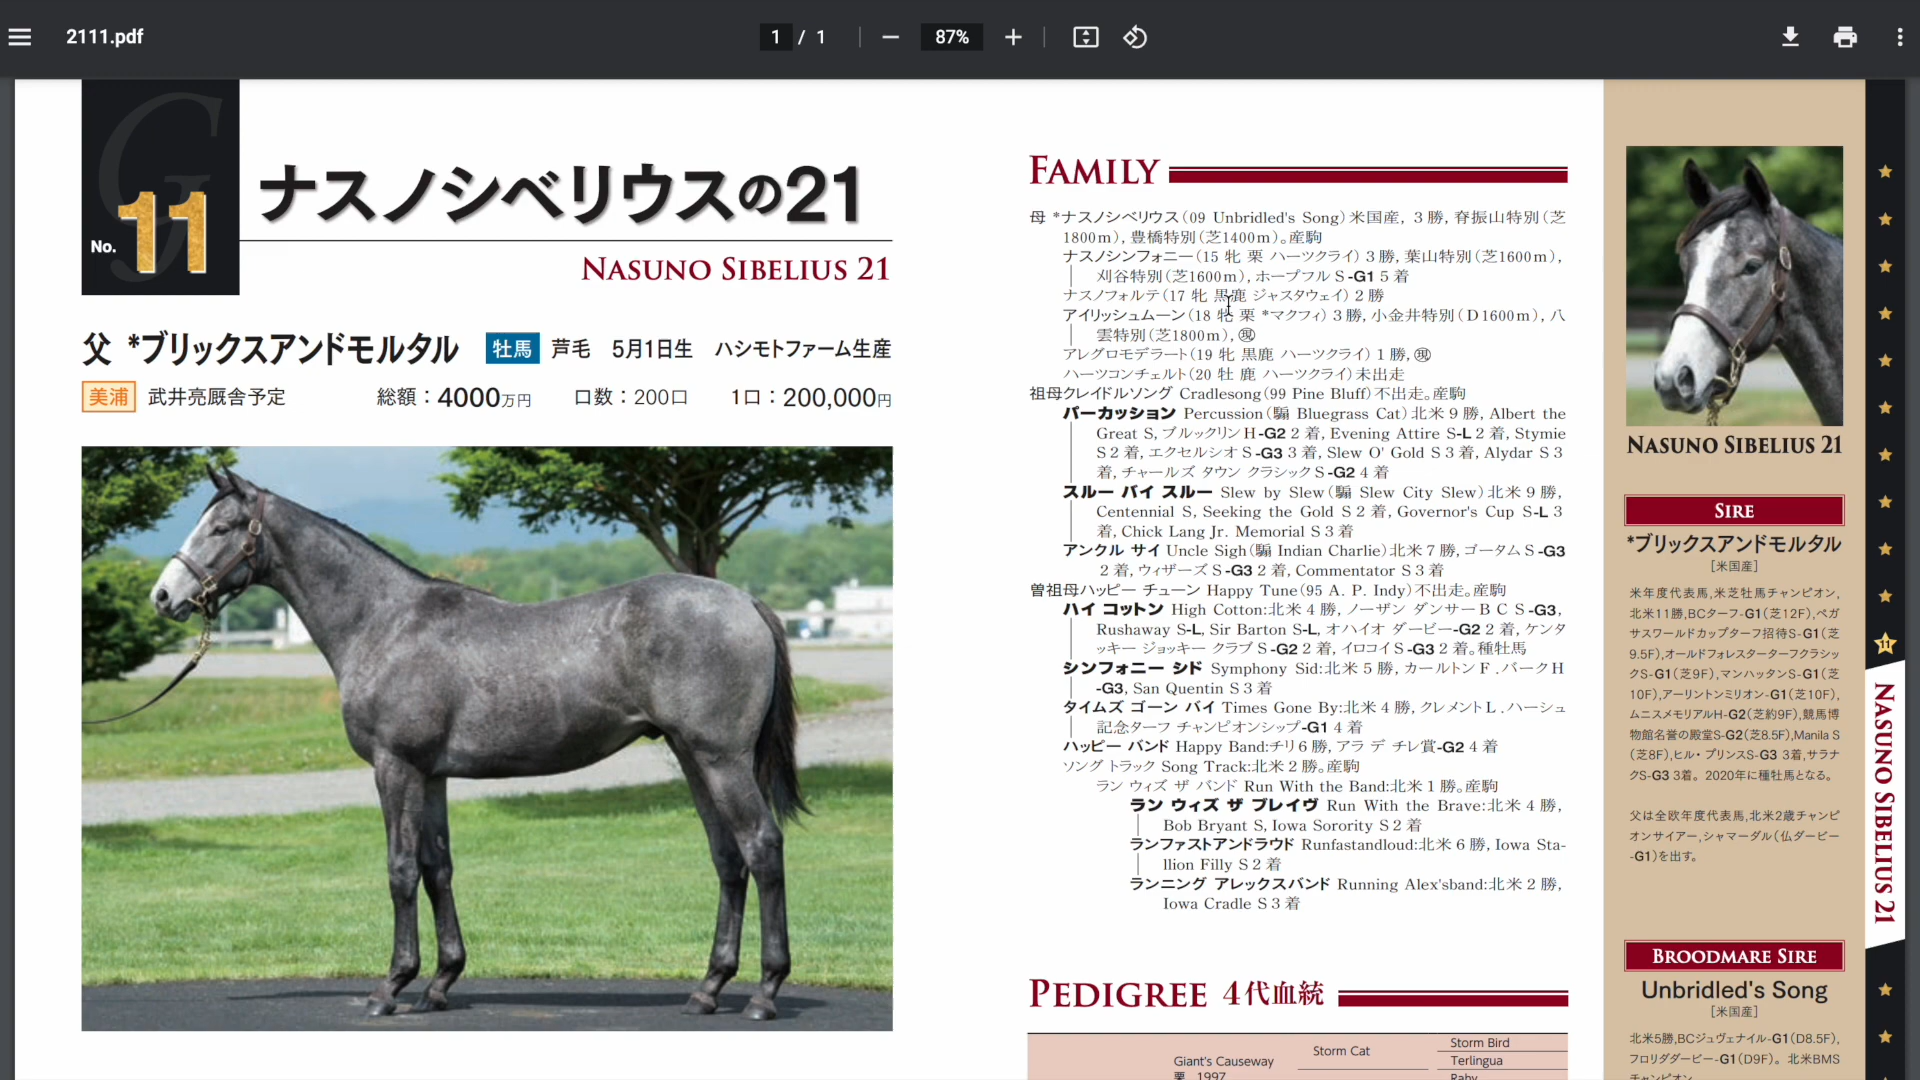 2111.pdf
1 / 1
87%
No. 11
ナスノシベリウスの21
NASUNO SIBELIUS 21
父 *ブリックスアンドモルタル 牡馬 芦毛 5月1日生 ハシモトファーム生産
美浦 武井亮厩舎予定 総額：4000万円 口数：200口 1口：200,000円
FAMILY
母 *ナスノシベリウス（09 Unbridled's Song）米国産，３勝，脊振山特別（芝
1800m），豊橋特別（芝1400m）。産駒
ナスノシンフォニー（15 牝 栗 ハーツクライ）３勝，葉山特別（芝1600m），
刈谷特別（芝1600m），ホープフルＳ-G1 ５着
ナスノフォルテ（17 牝 黒鹿 ジャスタウェイ）２勝
アイリッシュムーン（18 牝 栗 *マクフィ）３勝，小金井特別（Ｄ1600m），八
雲特別（芝1800m），㊢
アレグロモデラート（19 牝 黒鹿 ハーツクライ）１勝，㊢
ハーツコンチェルト（20 牡 鹿 ハーツクライ）未出走
祖母クレイドルソング Cradlesong（99 Pine Bluff）不出走。産駒
パーカッション Percussion（騸 Bluegrass Cat）北米９勝，Albert the
Great S，ブルックリンＨ-G2 ２着，Evening Attire S-L ２着，Stymie
S ２着，エクセルシオＳ-G3 ３着，Slew O' Gold S ３着，Alydar S ３
着，チャールズ タウン クラシックＳ-G2 ４着
スルー バイ スルー Slew by Slew（騸 Slew City Slew）北米９勝，
Centennial S，Seeking the Gold S ２着，Governor's Cup S-L ３
着，Chick Lang Jr. Memorial S ３着
アンクル サイ Uncle Sigh（騸 Indian Charlie）北米７勝，ゴータムＳ-G3
２着，ウィザーズＳ-G3 ２着，Commentator S ３着
曽祖母ハッピー チューン Happy Tune（95 A. P. Indy）不出走。産駒
ハイ コットン High Cotton:北米４勝，ノーザン ダンサーＢＣＳ-G3，
Rushaway S-L，Sir Barton S-L，オハイオ ダービー-G2 ２着，ケンタ
ッキー ジョッキー クラブＳ-G2 ２着，イロコイＳ-G3 ２着。種牡馬
シンフォニー シド Symphony Sid:北米５勝，カールトンＦ．バークＨ
-G3，San Quentin S ３着
タイムズ ゴーン バイ Times Gone By:北米４勝，クレメントＬ．ハーシュ
記念ターフ チャンピオンシップ-G1 ４着
ハッピー バンド Happy Band:チリ６勝，アラ デ チレ賞-G2 ４着
ソング トラック Song Track:北米２勝。産駒
ラン ウィズ ザ バンド Run With the Band:北米１勝。産駒
ラン ウィズ ザ ブレイヴ Run With the Brave:北米４勝，
Bob Bryant S，Iowa Sorority S ２着
ランファストアンドラウド Runfastandloud:北米６勝，Iowa Sta-
llion Filly S ２着
ランニング アレックスバンド Running Alex'sband:北米２勝，
Iowa Cradle S ３着
PEDIGREE 4代血統
Giant's Causeway
栗 1997
Storm Cat
Storm Bird
Terlingua
Raby
NASUNO SIBELIUS 21
SIRE
*ブリックスアンドモルタル
[米国産]
米年度代表馬,米芝牡馬チャンピオン,
北米11勝,BCターフ-G1(芝12F),ペガ
サスワールドカップターフ招待S-G1(芝
9.5F),オールドフォレスターターフクラシッ
クS-G1(芝9F),マンハッタンS-G1(芝
10F),アーリントンミリオン-G1(芝10F),
ムニスメモリアルH-G2(芝約9F),競馬博
物館名誉の殿堂S-G2(芝8.5F),Manila S
(芝8F),ヒル・プリンスS-G3 3着,サラナ
クS-G3 3着。2020年に種牡馬となる。
父は全欧年度代表馬,北米2歳チャンピ
オンサイアー,シャマーダル(仏ダービー
-G1)を出す。
BROODMARE SIRE
Unbridled's Song
[米国産]
北米5勝,BCジュヴェナイル-G1(D8.5F),
フロリダダービー-G1(D9F)。北米BMS
チャンピオン
11
NASUNO SIBELIUS 21